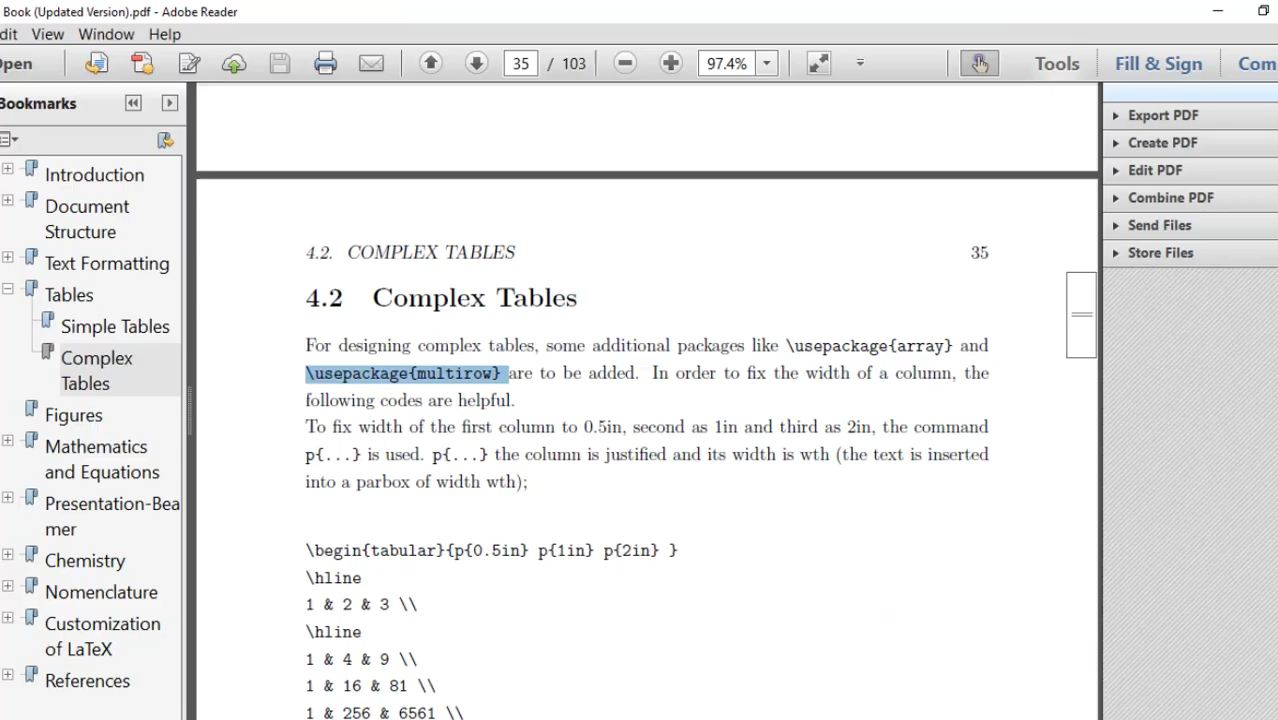 Book (Updated Version).pdf - Adobe Reader
dit View Window Help
pen
35 / 103
97.4%
Tools Fill & Sign Com
Bookmarks
Introduction
Document
Structure
Text Formatting
Tables
Simple Tables
Complex
Tables
Figures
Mathematics
and Equations
Presentation-Bea
mer
Chemistry
Nomenclature
Customization
of LaTeX
References
4.2. COMPLEX TABLES 35
4.2 Complex Tables
For designing complex tables, some additional packages like \usepackage{array} and
\usepackage{multirow} are to be added. In order to fix the width of a column, the
following codes are helpful.
To fix width of the first column to 0.5in, second as 1in and third as 2in, the command
p{...} is used. p{...} the column is justified and its width is wth (the text is inserted
into a parbox of width wth);
\begin{tabular}{p{0.5in} p{1in} p{2in} }
\hline
1 & 2 & 3 \\
\hline
1 & 4 & 9 \\
1 & 16 & 81 \\
1 & 256 & 6561 \\
Export PDF
Create PDF
Edit PDF
Combine PDF
Send Files
Store Files